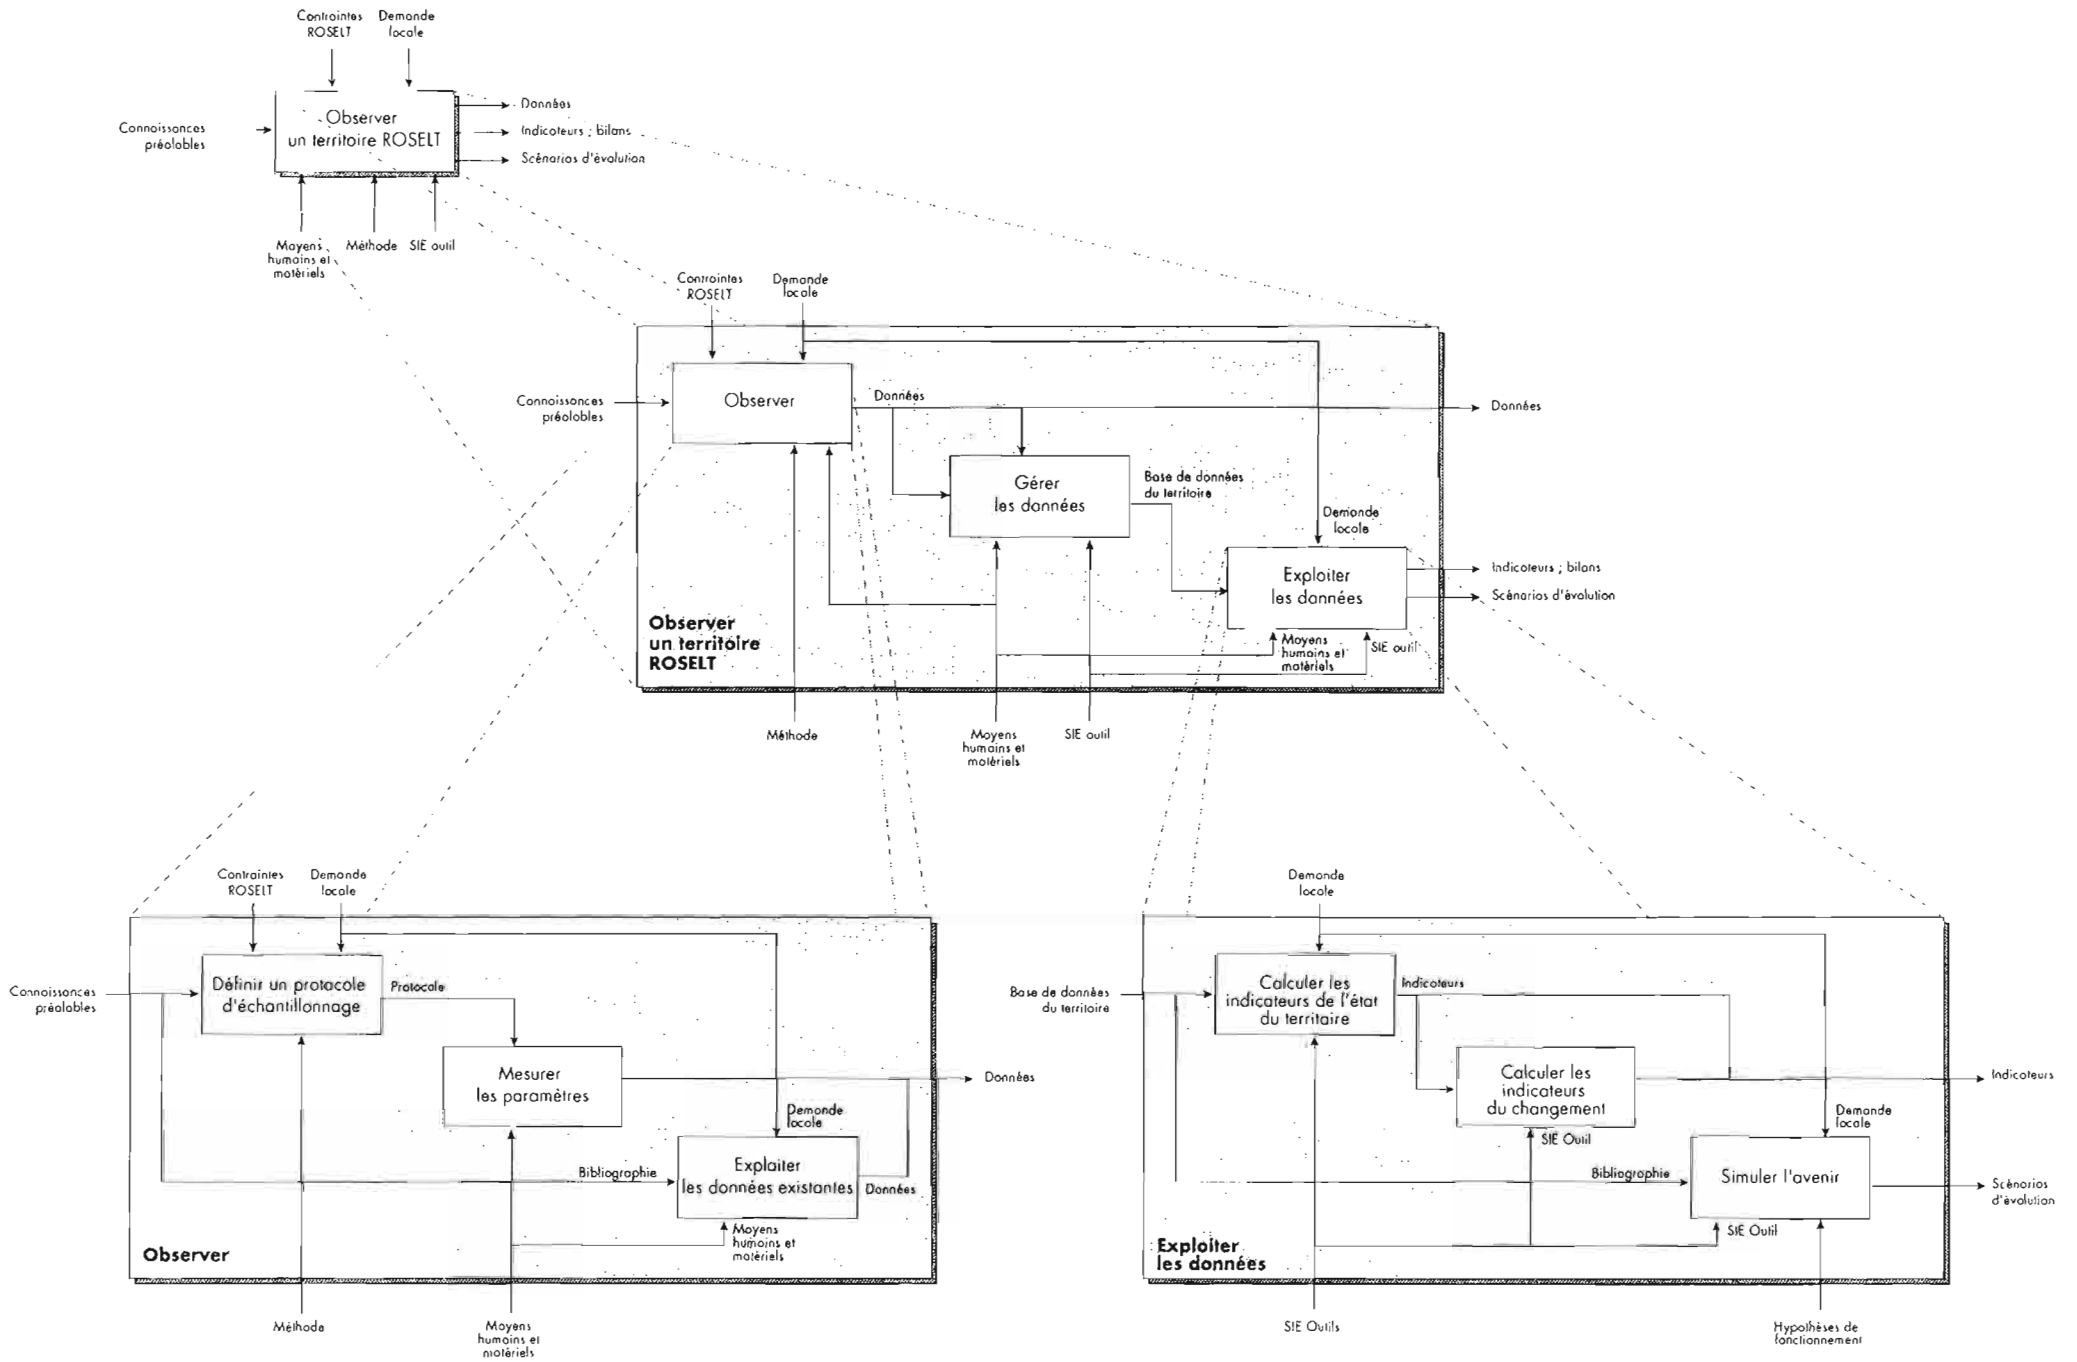 Contraintes
ROSELT
Demande
locale
Connaissances
préalables
Observer
un territoire ROSELT
Données
Indicateurs ; bilans
Scénarios d'évolution
Moyens
humains et
matériels
Méthode
SIE outil
Contraintes
ROSELT
Demande
locale
Connaissances
préalables
Observer
Données
Données
Gérer
les données
Base de données
du territoire
Demande
locale
Exploiter
les données
Indicateurs ; bilans
Scénarios d'évolution
Moyens
humains et
matériels
SIE outil
Observer
un territoire
ROSELT
Méthode
Moyens
humains et
matériels
SIE outil
Contraintes
ROSELT
Demande
locale
Connaissances
préalables
Définir un protocole
d'échantillonnage
Protocole
Mesurer
les paramètres
Données
Demande
locale
Bibliographie
Exploiter
les données existantes
Données
Moyens
humains et
matériels
Observer
Méthode
Moyens
humains et
matériels
Demande
locale
Base de données
du territoire
Calculer les
indicateurs de l'état
du territoire
Indicateurs
Calculer les
indicateurs
du changement
Indicateurs
SIE Outil
Demande
locale
Bibliographie
Simuler l'avenir
Scénarios
d'évolution
SIE Outil
Exploiter
les données
SIE Outils
Hypothèses de
fonctionnement